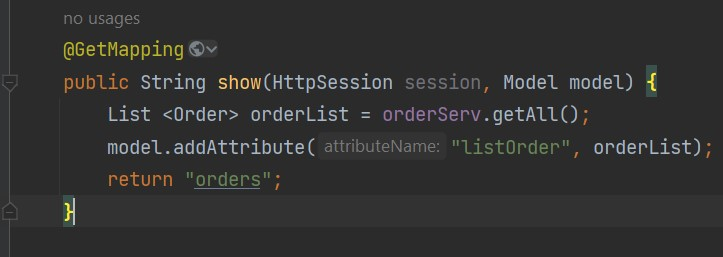 no usages
@GetMapping
public String show(HttpSession session, Model model) {
List <Order> orderList = orderServ.getAll();
model.addAttribute( attributeName: "listOrder", orderList);
return "orders";
}